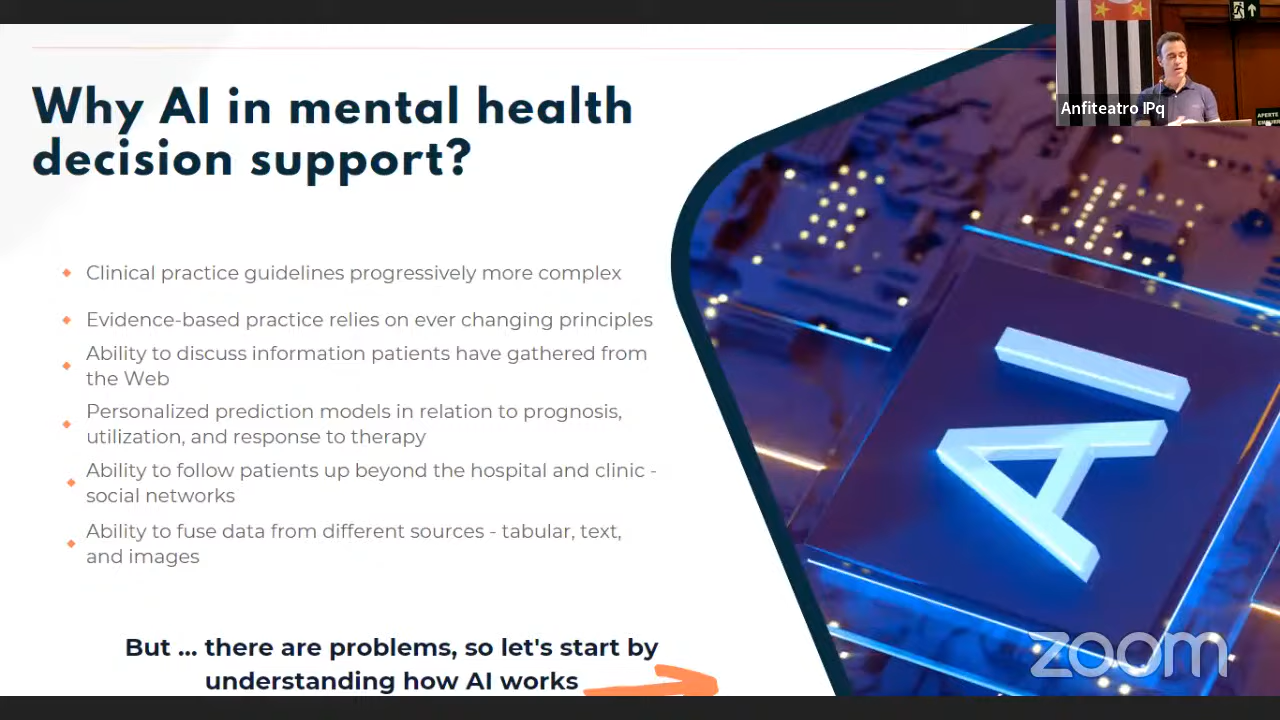 Why AI in mental health
decision support?
Clinical practice guidelines progressively more complex
Evidence-based practice relies on ever changing principles
Ability to discuss information patients have gathered from
the Web
Personalized prediction models in relation to prognosis,
utilization, and response to therapy
Ability to follow patients up beyond the hospital and clinic -
social networks
Ability to fuse data from different sources - tabular, text,
and images
But ... there are problems, so let's start by
understanding how AI works
Anfiteatro IPq
APERTE
AI
zoom